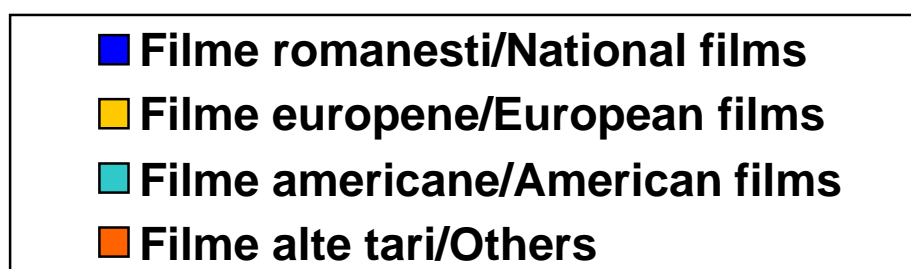 Filme romanesti/National films
Filme europene/European films
Filme americane/American films
Filme alte tari/Others